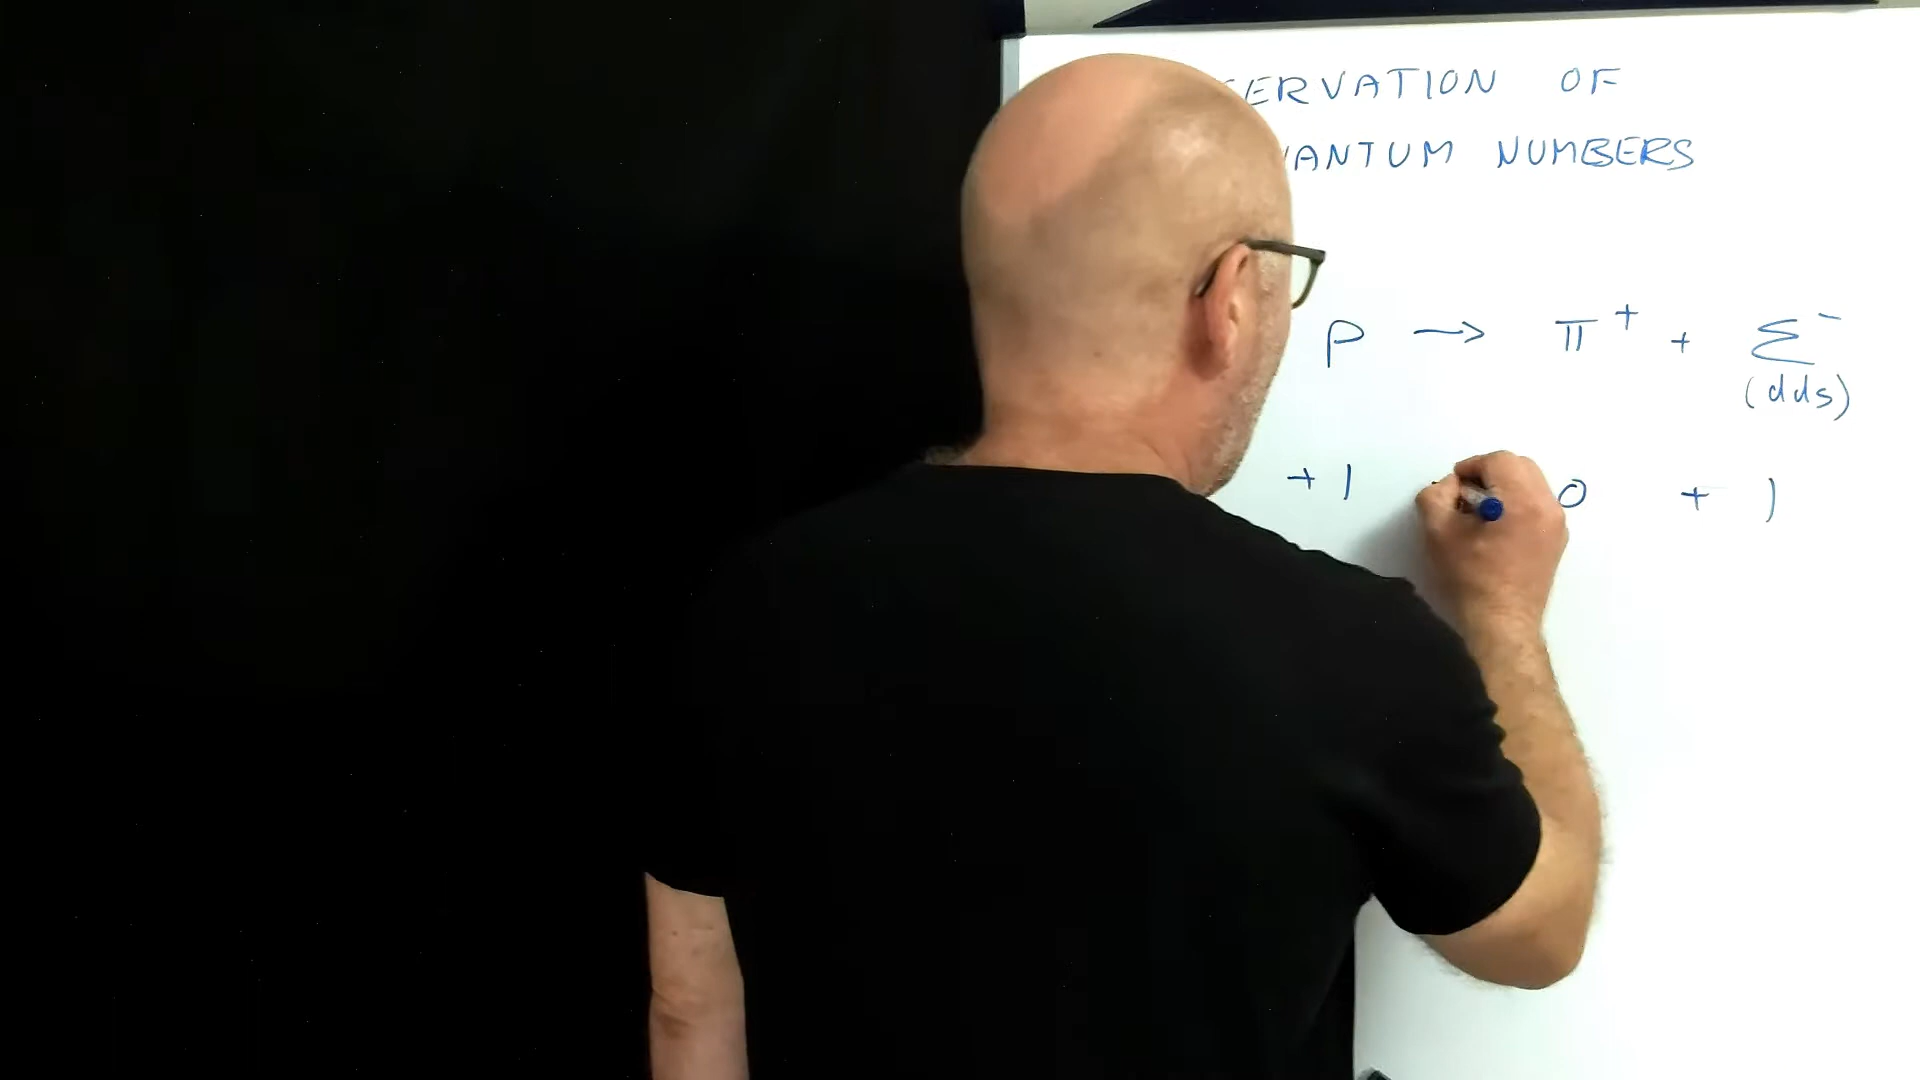 ERVATION OF
ANTUM NUMBERS
p → π⁺ + Σ⁻
(dds)
+ 1 0 + 1